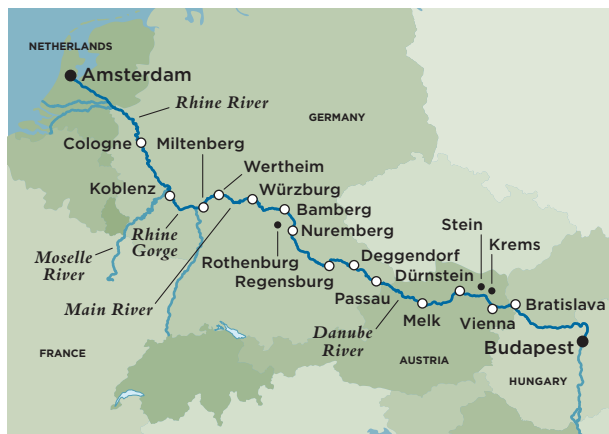 NETHERLANDS
Amsterdam
Rhine River
GERMANY
Cologne
Miltenberg
Wertheim
Koblenz
Würzburg
Bamberg
Rhine
Gorge
Nuremberg
Stein
Krems
Moselle
River
Rothenburg
Deggendorf
Regensburg
Dürnstein
Main River
Passau
Bratislava
Melk
Vienna
Danube
River
Budapest
FRANCE
AUSTRIA
HUNGARY